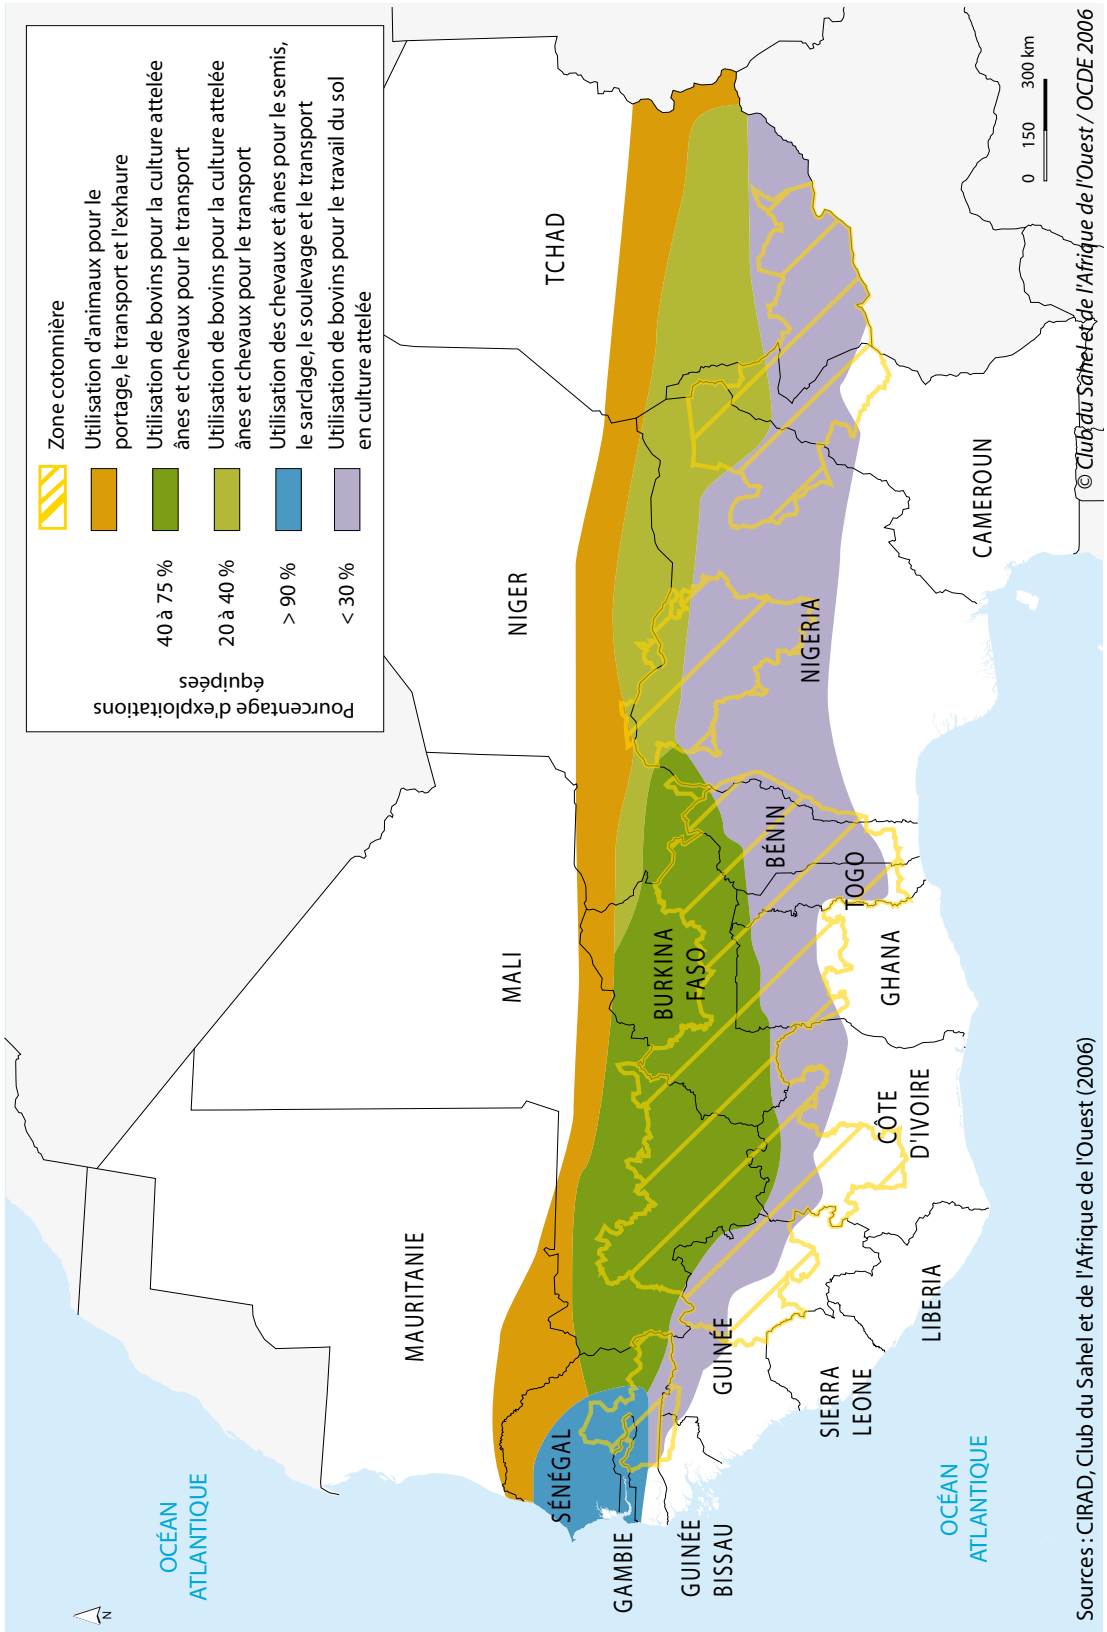 Zone cotonnière
Utilisation d'animaux pour le
portage, le transport et l'exhaure
40 à 75 %
Utilisation de bovins pour la culture attelée
ânes et chevaux pour le transport
20 à 40 %
Utilisation de bovins pour la culture attelée
ânes et chevaux pour le transport
> 90 %
Utilisation des chevaux et ânes pour le semis,
le sarclage, le soulevage et le transport
< 30 %
Utilisation de bovins pour le travail du sol
en culture attelée
Pourcentage d'exploitations
équipées
N
OCÉAN
ATLANTIQUE
MAURITANIE
MALI
NIGER
TCHAD
SÉNÉGAL
GAMBIE
GUINÉE
BISSAU
GUINÉE
SIERRA
LEONE
LIBERIA
CÔTE
D'IVOIRE
BURKINA
FASO
GHANA
TOGO
BÉNIN
NIGERIA
CAMEROUN
OCÉAN
ATLANTIQUE
0 150 300 km
Sources : CIRAD, Club du Sahel et de l'Afrique de l'Ouest (2006)
© Club du Sahel et de l'Afrique de l'Ouest / OCDE 2006